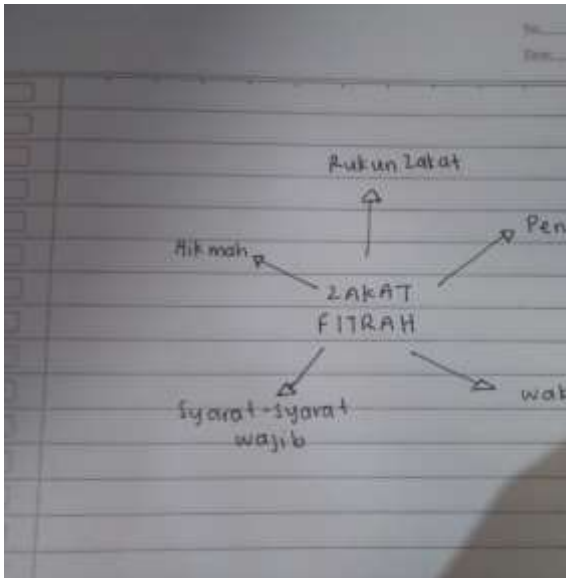 Rukun Zakat
Pen
Hikmah
ZAKAT
FITRAH
wak
Syarat-Syarat
wajib